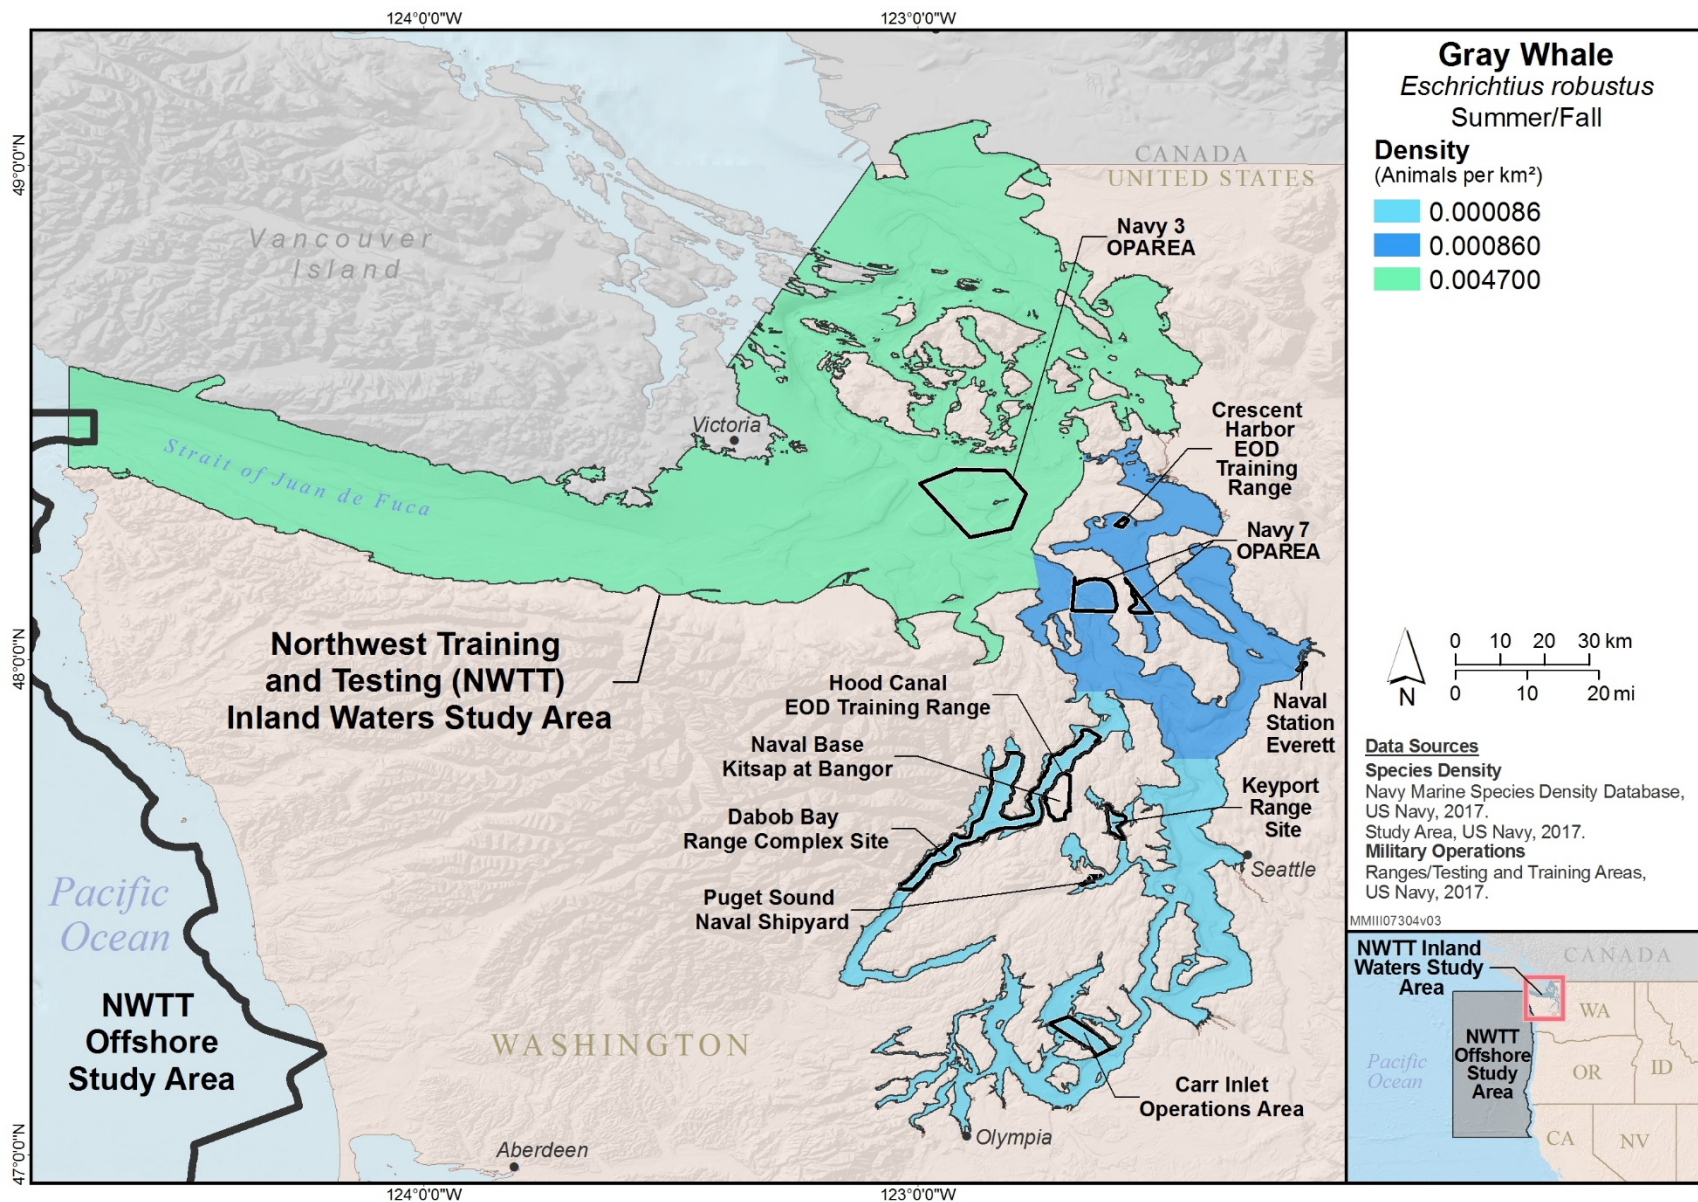 124°0'0"W
123°0'0"W
49°0'0"N
48°0'0"N
47°0'0"N
124°0'0"W
123°0'0"W
CANADA
UNITED STATES
Vancouver
Island
Navy 3
OPAREA
Victoria
Strait of Juan de Fuca
Crescent
Harbor
EOD
Training
Range
Navy 7
OPAREA
Northwest Training
and Testing (NWTT)
Inland Waters Study Area
Hood Canal
EOD Training Range
Naval
Station
Everett
Naval Base
Kitsap at Bangor
Keyport
Range
Site
Dabob Bay
Range Complex Site
Seattle
Puget Sound
Naval Shipyard
Pacific
Ocean
NWTT
Offshore
Study Area
WASHINGTON
Carr Inlet
Operations Area
Olympia
Aberdeen
Gray Whale
Eschrichtius robustus
Summer/Fall
Density
(Animals per km²)
0.000086
0.000860
0.004700
N
0 10 20 30 km
0 10 20 mi
Data Sources
Species Density
Navy Marine Species Density Database,
US Navy, 2017.
Study Area, US Navy, 2017.
Military Operations
Ranges/Testing and Training Areas,
US Navy, 2017.
MMIII07304v03
NWTT Inland
Waters Study
Area
CANADA
WA
NWTT
Offshore
Study
Area
Pacific
Ocean
OR
ID
CA
NV